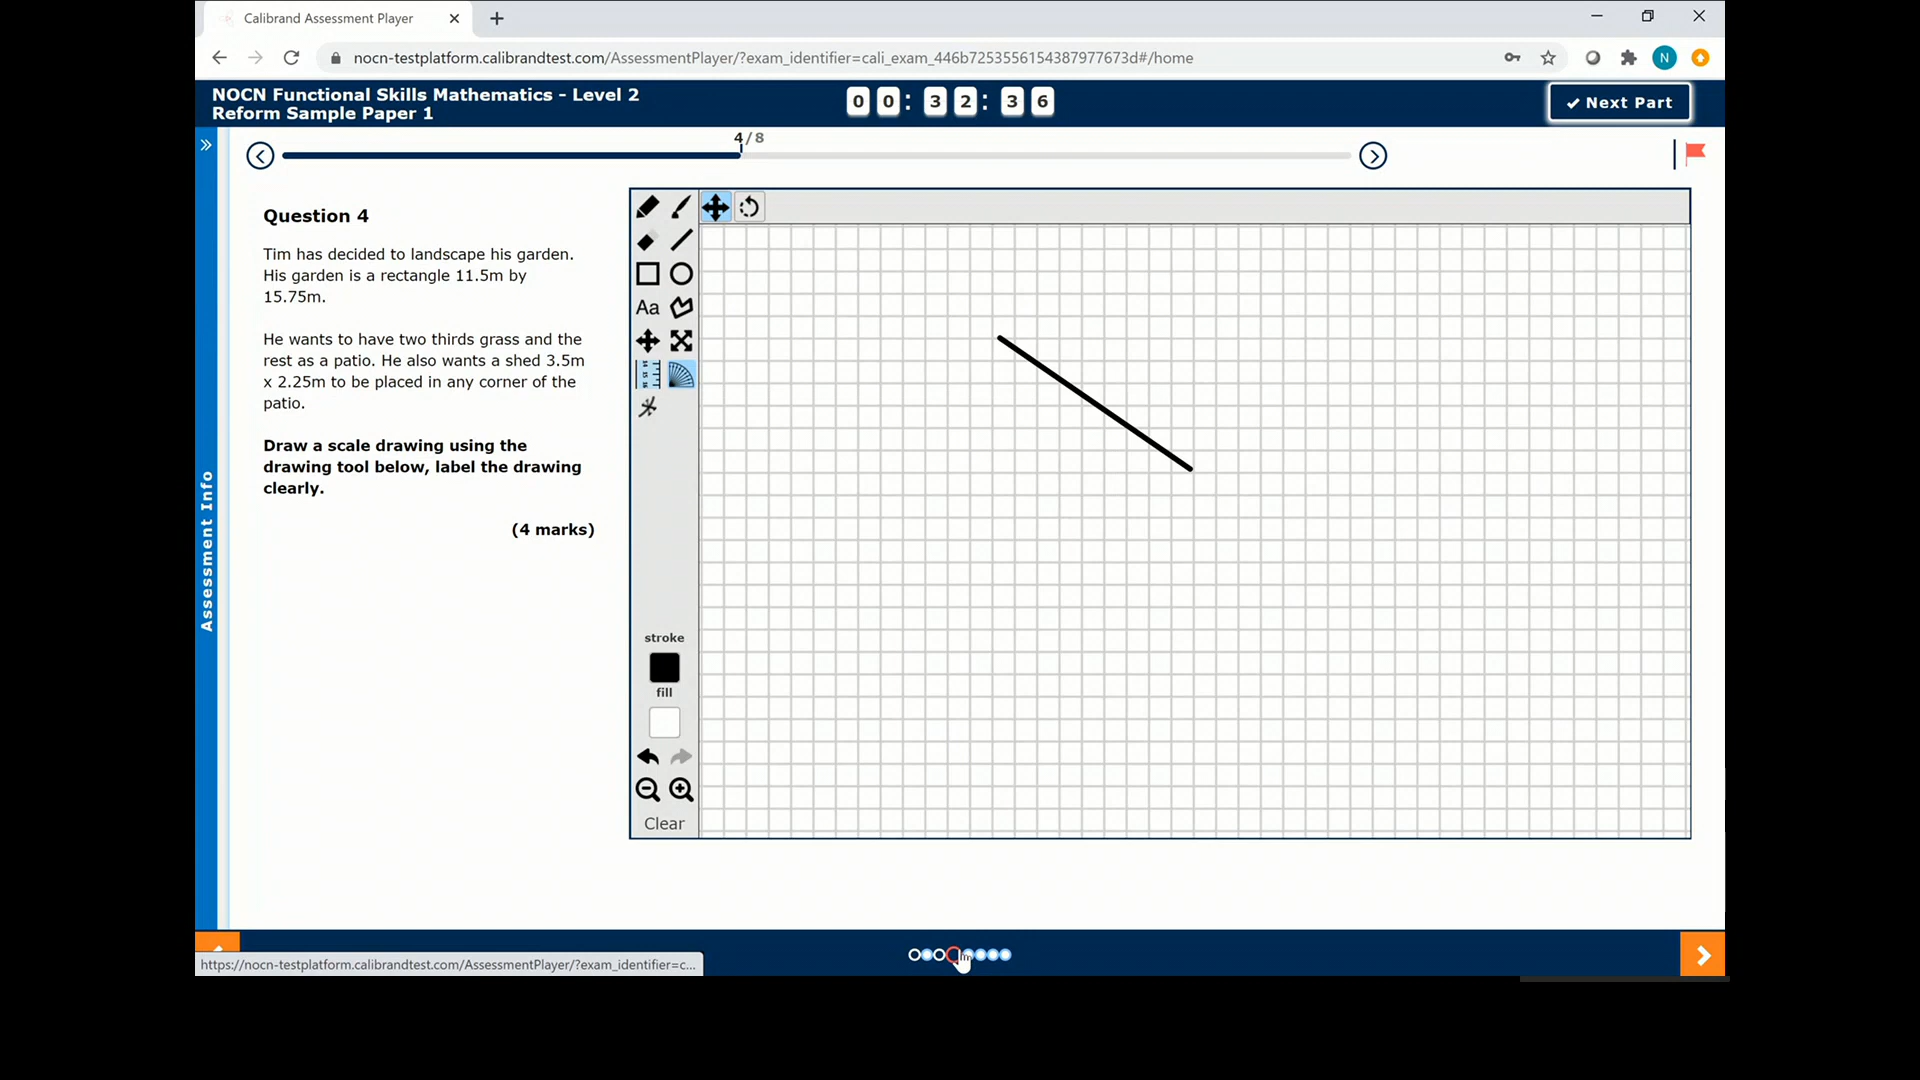 Calibrand Assessment Player
nocn-testplatform.calibrandtest.com/AssessmentPlayer/?exam_identifier=cali_exam_446b7253556154387977673d#/home
N
NOCN Functional Skills Mathematics - Level 2
Reform Sample Paper 1
00:32:36
Next Part
4/8
Question 4
Tim has decided to landscape his garden.
His garden is a rectangle 11.5m by
15.75m.
He wants to have two thirds grass and the
rest as a patio. He also wants a shed 3.5m
x 2.25m to be placed in any corner of the
patio.
Draw a scale drawing using the
drawing tool below, label the drawing
clearly.
(4 marks)
Aa
stroke
fill
Clear
Assessment Info
https://nocn-testplatform.calibrandtest.com/AssessmentPlayer/?exam_identifier=c...